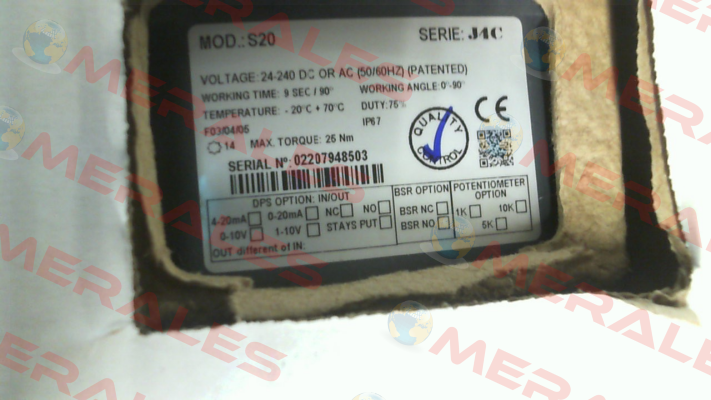 MOD.: S20 SERIE: J4C
VOLTAGE: 24-240 DC OR AC (50/60HZ) (PATENTED)
WORKING TIME: 9 SEC / 90° WORKING ANGLE: 0°-90°
TEMPERATURE: - 20°C + 70°C DUTY: 75%
F03/04/05 IP67
14 MAX. TORQUE: 25 Nm
CE
QUALITY CONTROL
SERIAL Nº: 02207948503
DPS OPTION: IN/OUT
4-20mA 0-20mA NC NO
0-10V 1-10V STAYS PUT
OUT different of IN:
BSR OPTION
BSR NC
BSR NO
POTENTIOMETER OPTION
1K 10K
5K
MERALES
MERALES
MERALES
MERALES
MERALES